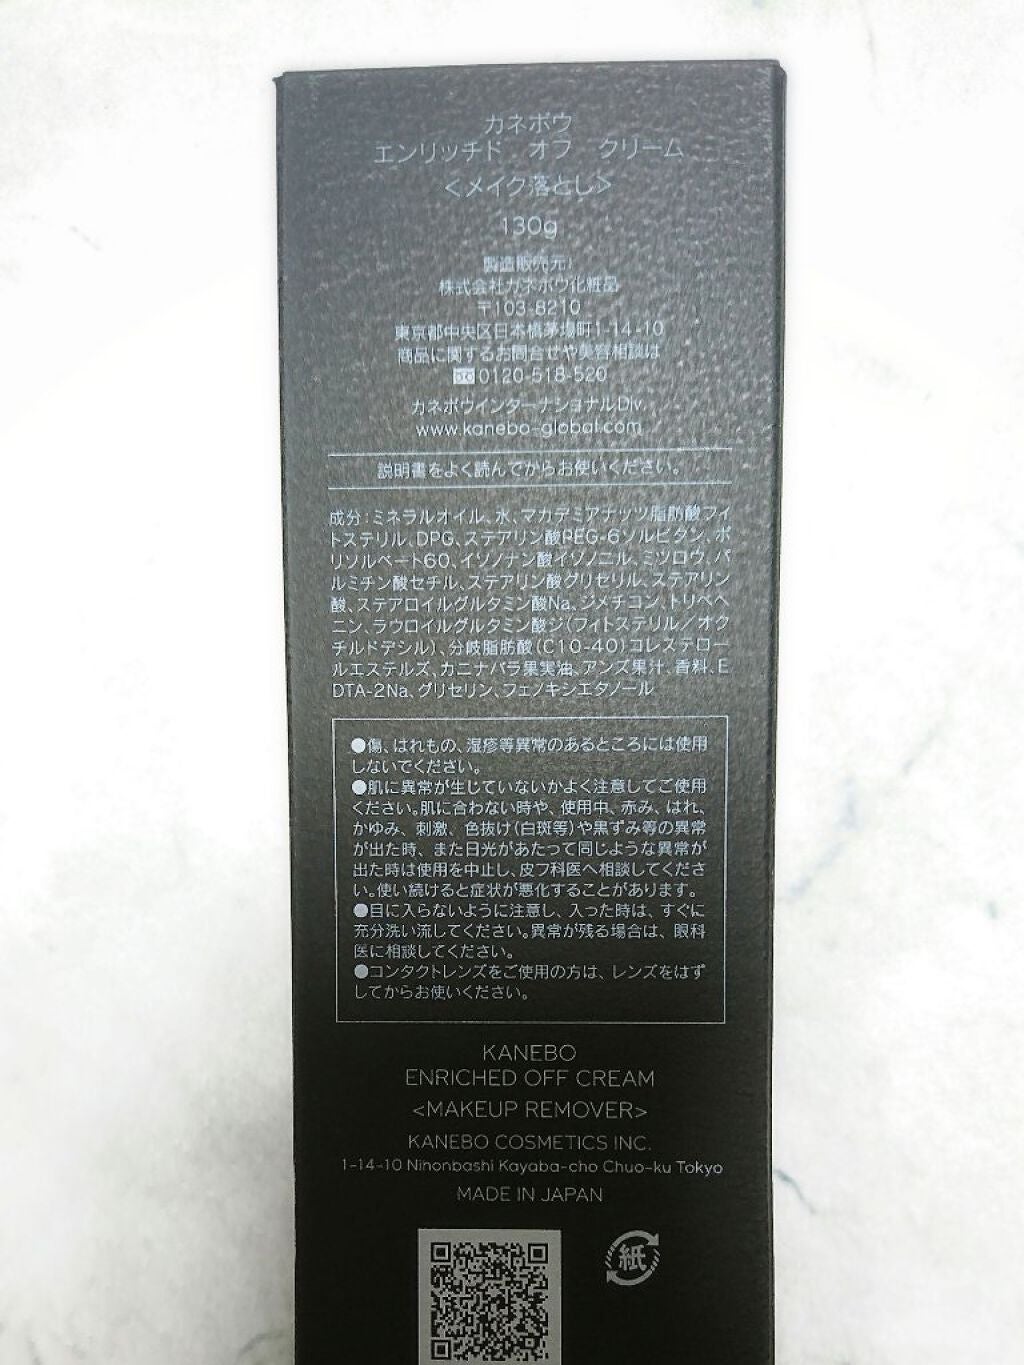 カネボウ
エンリッチド オフ クリーム
<メイク落とし>
130g
製造販売元
株式会社カネボウ化粧品
〒103-8210
東京都中央区日本橋茅場町1-14-10
商品に関するお問合せや美容相談は
0120-518-520
カネボウインターナショナルDiv.
www.kanebo-global.com
説明書をよく読んでからお使いください。
成分:ミネラルオイル、水、マカデミアナッツ脂肪酸フィ
トステリル、DPG、ステアリン酸PEG-6ソルビタン、ポ
リソルベート60、イソノナン酸イソノニル、ミツロウ、パ
ルミチン酸セチル、ステアリン酸グリセリル、ステアリン
酸、ステアロイルグルタミン酸Na、ジメチコン、トリベヘ
ニン、ラウロイルグルタミン酸ジ(フィトステリル/オク
チルドデシル)、分岐脂肪酸(C10-40)コレステロー
ルエステルズ、カニナバラ果実油、アンズ果汁、香料、E
DTA-2Na、グリセリン、フェノキシエタノール
●傷、はれもの、湿疹等異常のあるところには使用
しないでください。
●肌に異常が生じていないかよく注意してご使用
ください。肌に合わない時や、使用中、赤み、はれ、
かゆみ、刺激、色抜け(白斑等)や黒ずみ等の異常
が出た時、また日光があたって同じような異常が
出た時は使用を中止し、皮フ科医へ相談してくださ
い。使い続けると症状が悪化することがあります。
●目に入らないように注意し、入った時は、すぐに
充分洗い流してください。異常が残る場合は、眼科
医に相談してください。
●コンタクトレンズをご使用の方は、レンズをはず
してからお使いください。
KANEBO
ENRICHED OFF CREAM
<MAKEUP REMOVER>
KANEBO COSMETICS INC.
1-14-10 Nihonbashi Kayaba-cho Chuo-ku Tokyo
MADE IN JAPAN
紙